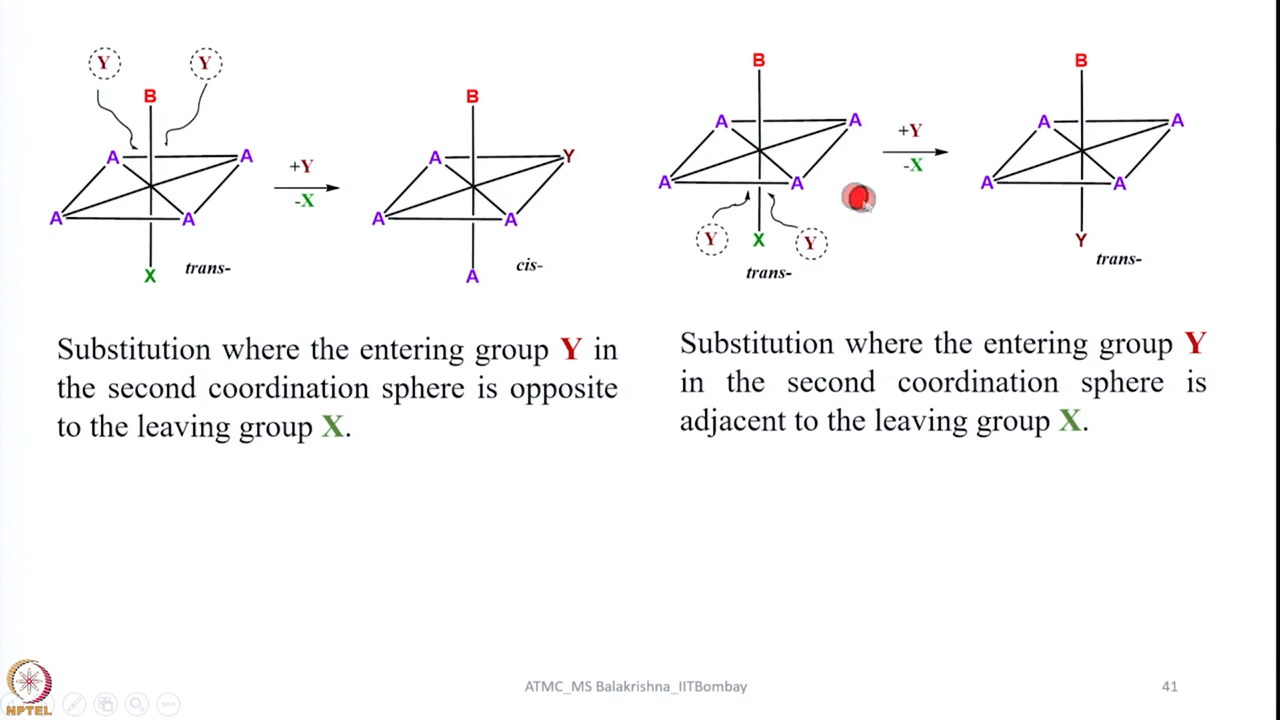 Y Y
B
A A
A A
X
trans-
+Y
-X
B
A Y
A A
A
cis-
B
A A
A A
Y X Y
trans-
+Y
-X
B
A A
A A
Y
trans-
Substitution where the entering group Y in
the second coordination sphere is opposite
to the leaving group X.
Substitution where the entering group Y
in the second coordination sphere is
adjacent to the leaving group X.
NPTEL
ATMC_MS Balakrishna_IITBombay
41